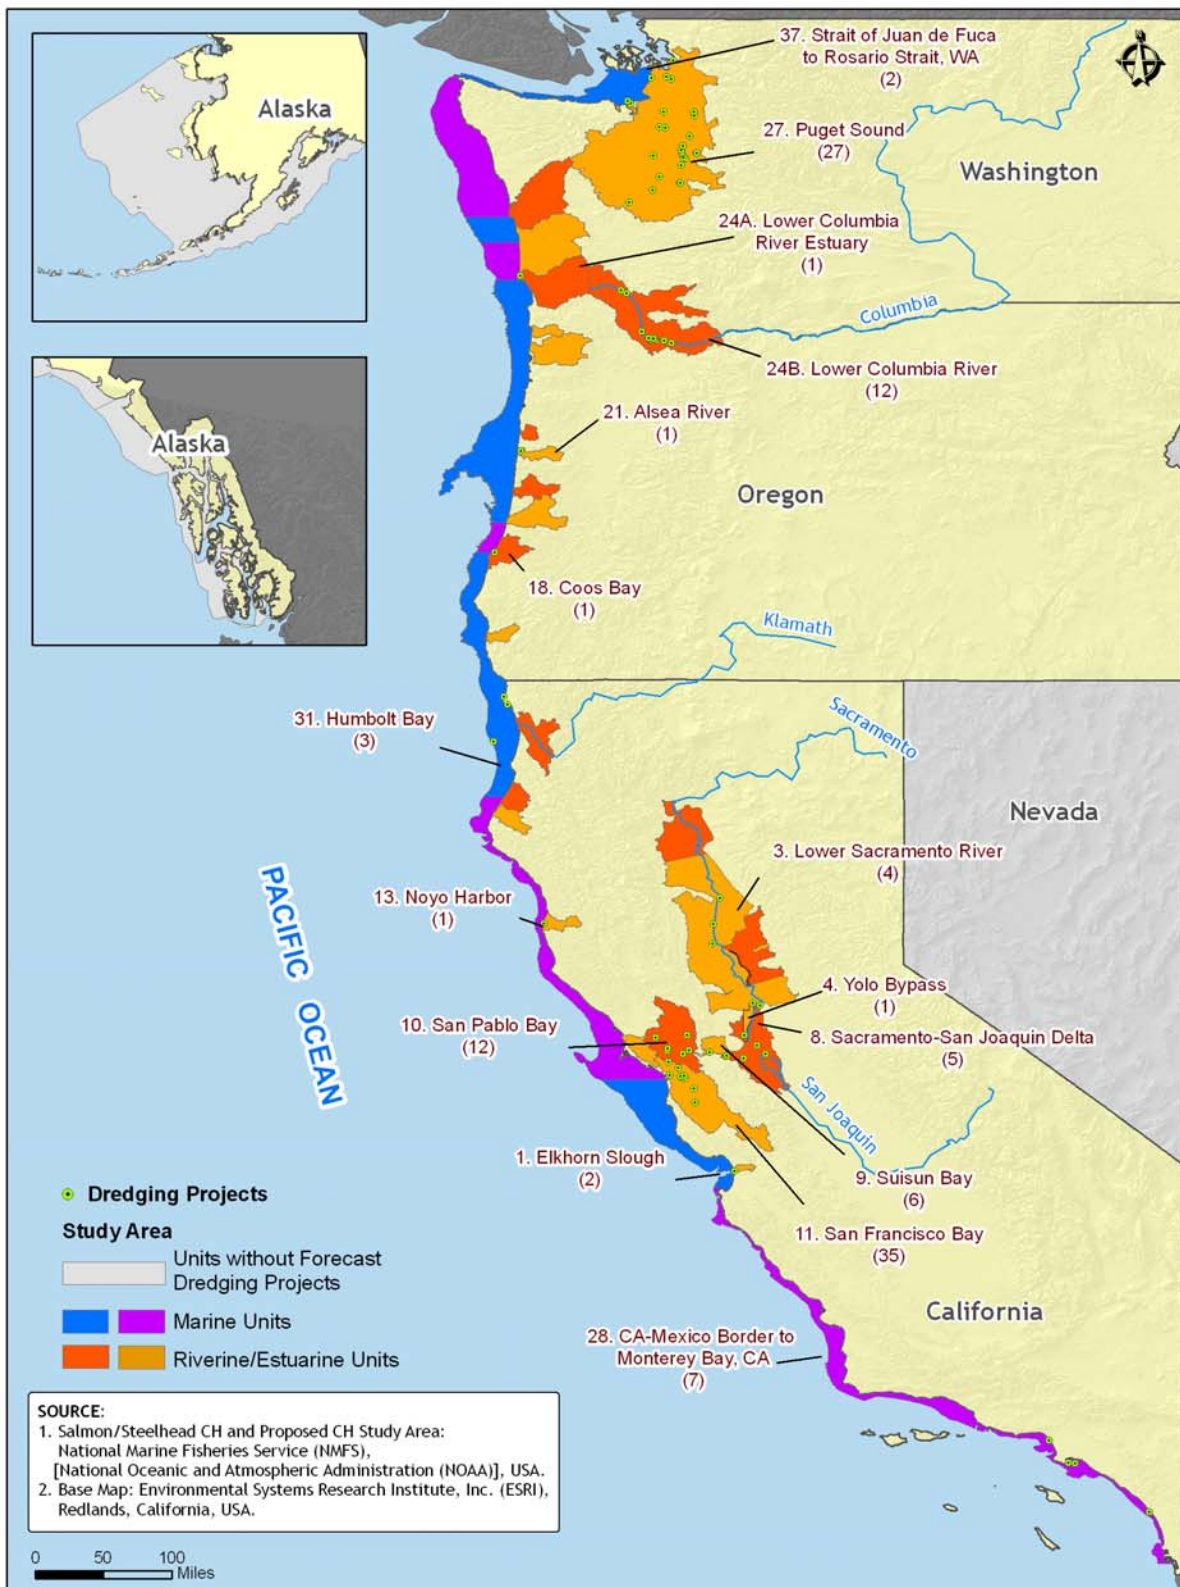 37. Strait of Juan de Fuca
to Rosario Strait, WA
(2)
Alaska
27. Puget Sound
(27)
Washington
24A. Lower Columbia
River Estuary
(1)
Columbia
24B. Lower Columbia River
(12)
21. Alsea River
(1)
Alaska
Oregon
18. Coos Bay
(1)
Klamath
31. Humbolt Bay
(3)
Sacramento
Nevada
3. Lower Sacramento River
(4)
13. Noyo Harbor
(1)
PACIFIC OCEAN
4. Yolo Bypass
(1)
10. San Pablo Bay
(12)
8. Sacramento-San Joaquin Delta
(5)
San Joaquin
1. Elkhorn Slough
(2)
9. Suisun Bay
(6)
11. San Francisco Bay
(35)
California
28. CA-Mexico Border to
Monterey Bay, CA
(7)
Dredging Projects
Study Area
Units without Forecast
Dredging Projects
Marine Units
Riverine/Estuarine Units
SOURCE:
1. Salmon/Steelhead CH and Proposed CH Study Area:
National Marine Fisheries Service (NMFS),
[National Oceanic and Atmospheric Administration (NOAA)], USA.
2. Base Map: Environmental Systems Research Institute, Inc. (ESRI),
Redlands, California, USA.
0 50 100
Miles